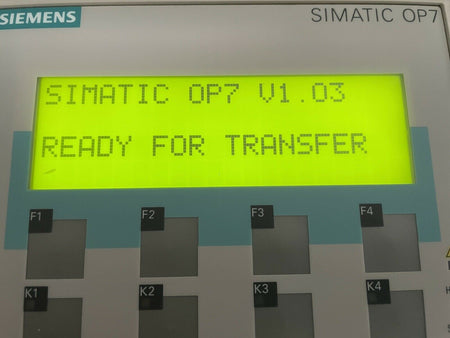 SIEMENS
SIMATIC OP7
SIMATIC OP7 V1.03
READY FOR TRANSFER
F1
F2
F3
F4
K1
K2
K3
K4